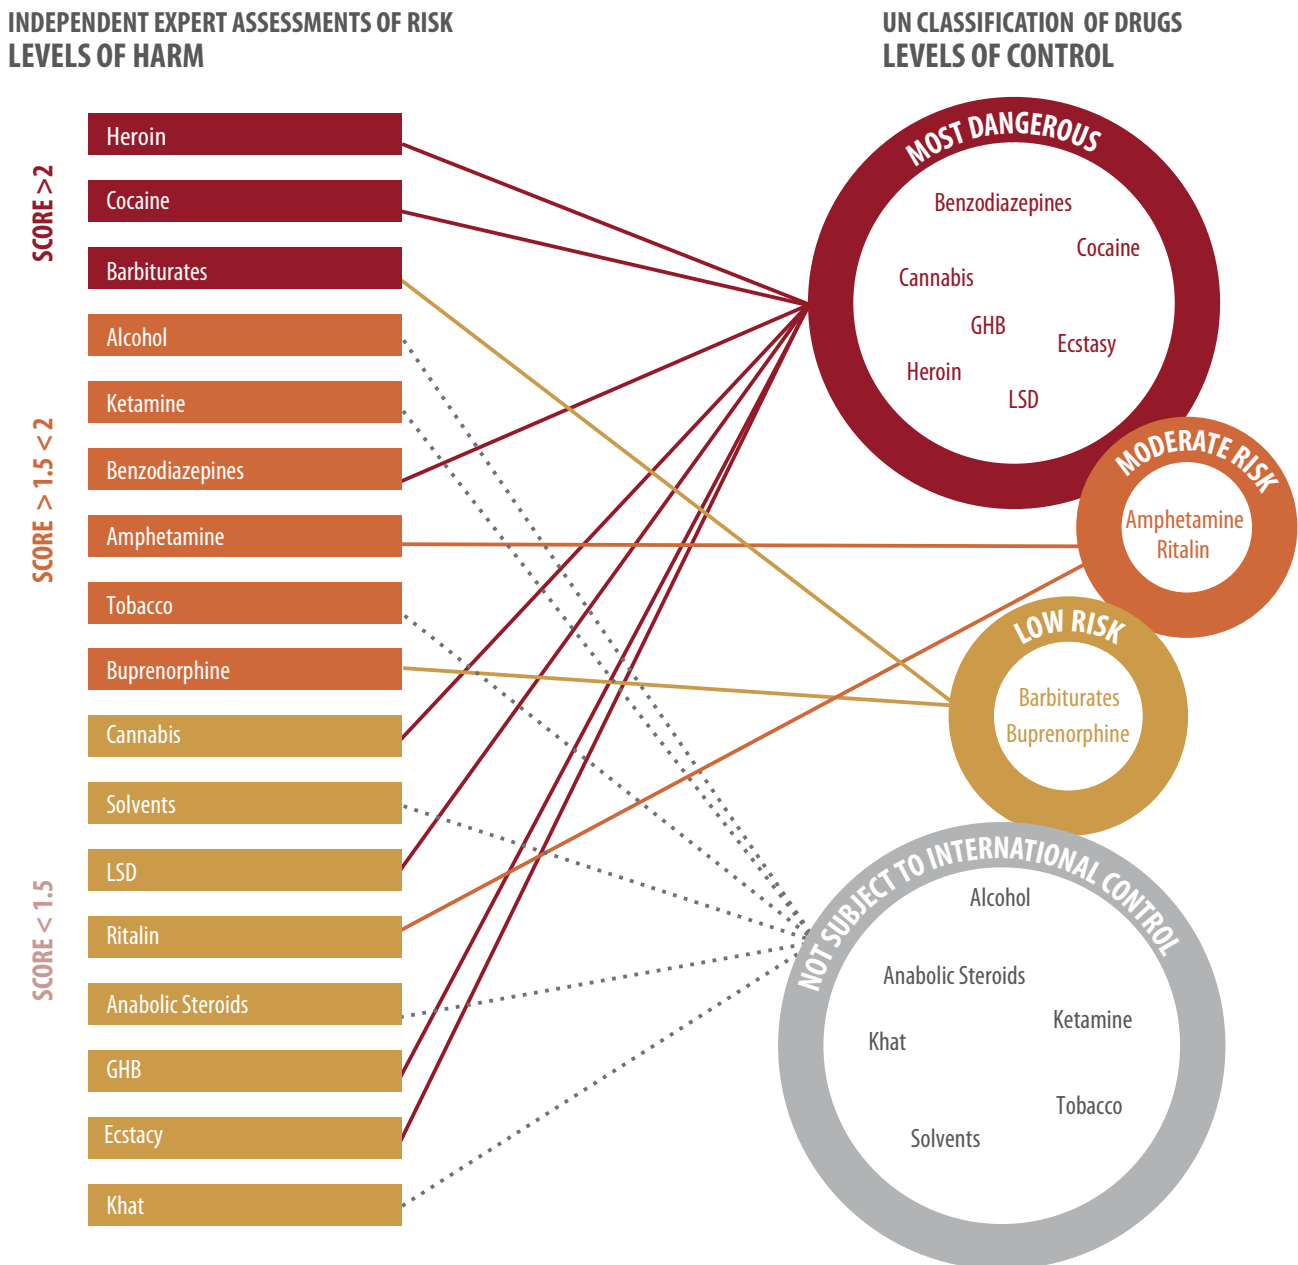 INDEPENDENT EXPERT ASSESSMENTS OF RISK
LEVELS OF HARM
SCORE >2
Heroin
Cocaine
Barbiturates
SCORE > 1.5 < 2
Alcohol
Ketamine
Benzodiazepines
Amphetamine
Tobacco
Buprenorphine
SCORE < 1.5
Cannabis
Solvents
LSD
Ritalin
Anabolic Steroids
GHB
Ecstacy
Khat
UN CLASSIFICATION OF DRUGS
LEVELS OF CONTROL
MOST DANGEROUS
Benzodiazepines
Cocaine
Cannabis
GHB
Ecstasy
Heroin
LSD
MODERATE RISK
Amphetamine
Ritalin
LOW RISK
Barbiturates
Buprenorphine
NOT SUBJECT TO INTERNATIONAL CONTROL
Alcohol
Anabolic Steroids
Ketamine
Khat
Tobacco
Solvents